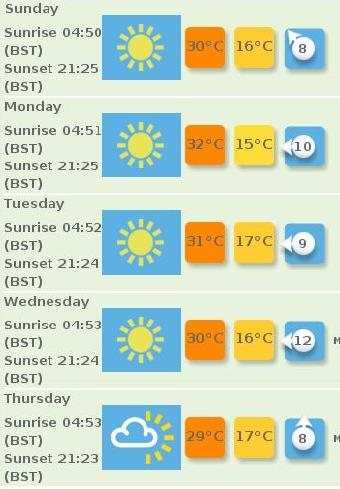 Sunday
Sunrise 04:50 30°C 16°C 8
(BST)
Sunset 21:25
(BST)
Monday
Sunrise 04:51 32°C 15°C 10
(BST)
Sunset 21:25
(BST)
Tuesday
Sunrise 04:52 31°C 17°C 9
(BST)
Sunset 21:24
(BST)
Wednesday
Sunrise 04:53 30°C 16°C 12
(BST)
Sunset 21:24
(BST)
Thursday
Sunrise 04:53 29°C 17°C 8
(BST)
Sunset 21:23
(BST)